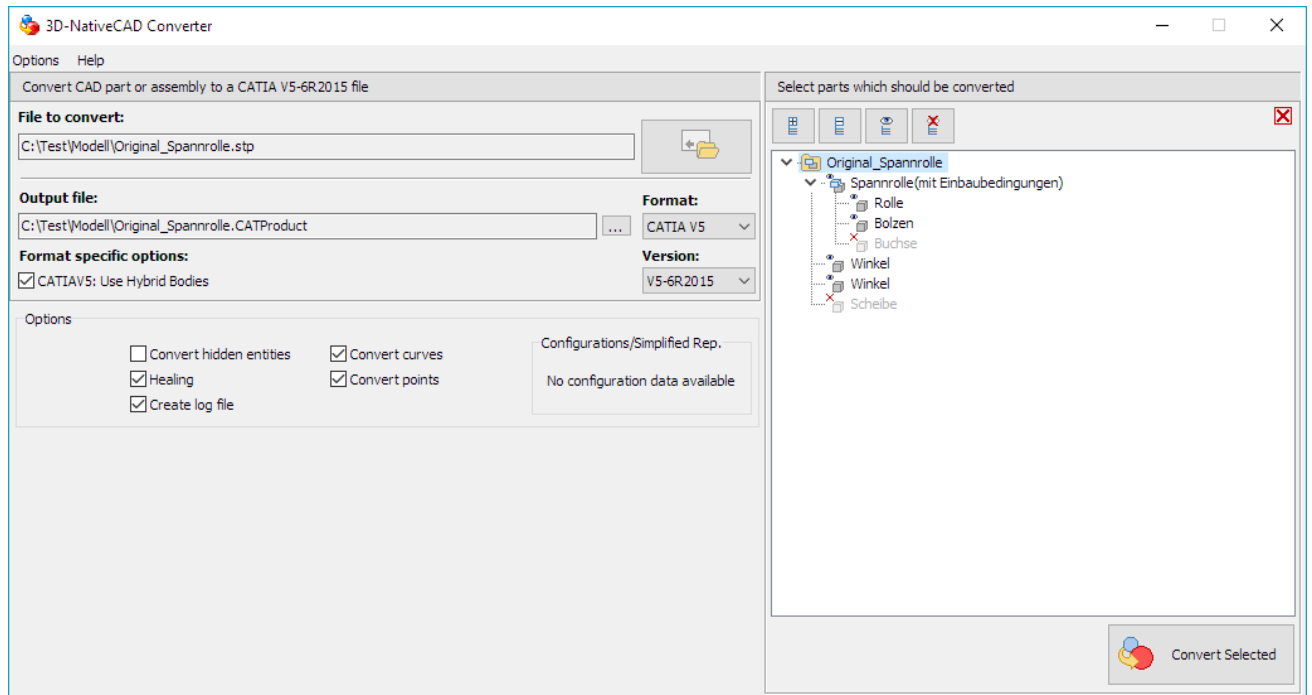 3D-NativeCAD Converter
Options Help
Convert CAD part or assembly to a CATIA V5-6R2015 file
File to convert:
C:\Test\Modell\Original_Spannrolle.stp
Output file:
Format:
C:\Test\Modell\Original_Spannrolle.CATProduct
...
CATIA V5
Format specific options:
Version:
CATIAV5: Use Hybrid Bodies
V5-6R2015
Options
Convert hidden entities
Convert curves
Healing
Convert points
Create log file
Configurations/Simplified Rep.
No configuration data available
Select parts which should be converted
Original_Spannrolle
Spannrolle(mit Einbaubedingungen)
Rolle
Bolzen
Buchse
Winkel
Winkel
Scheibe
Convert Selected